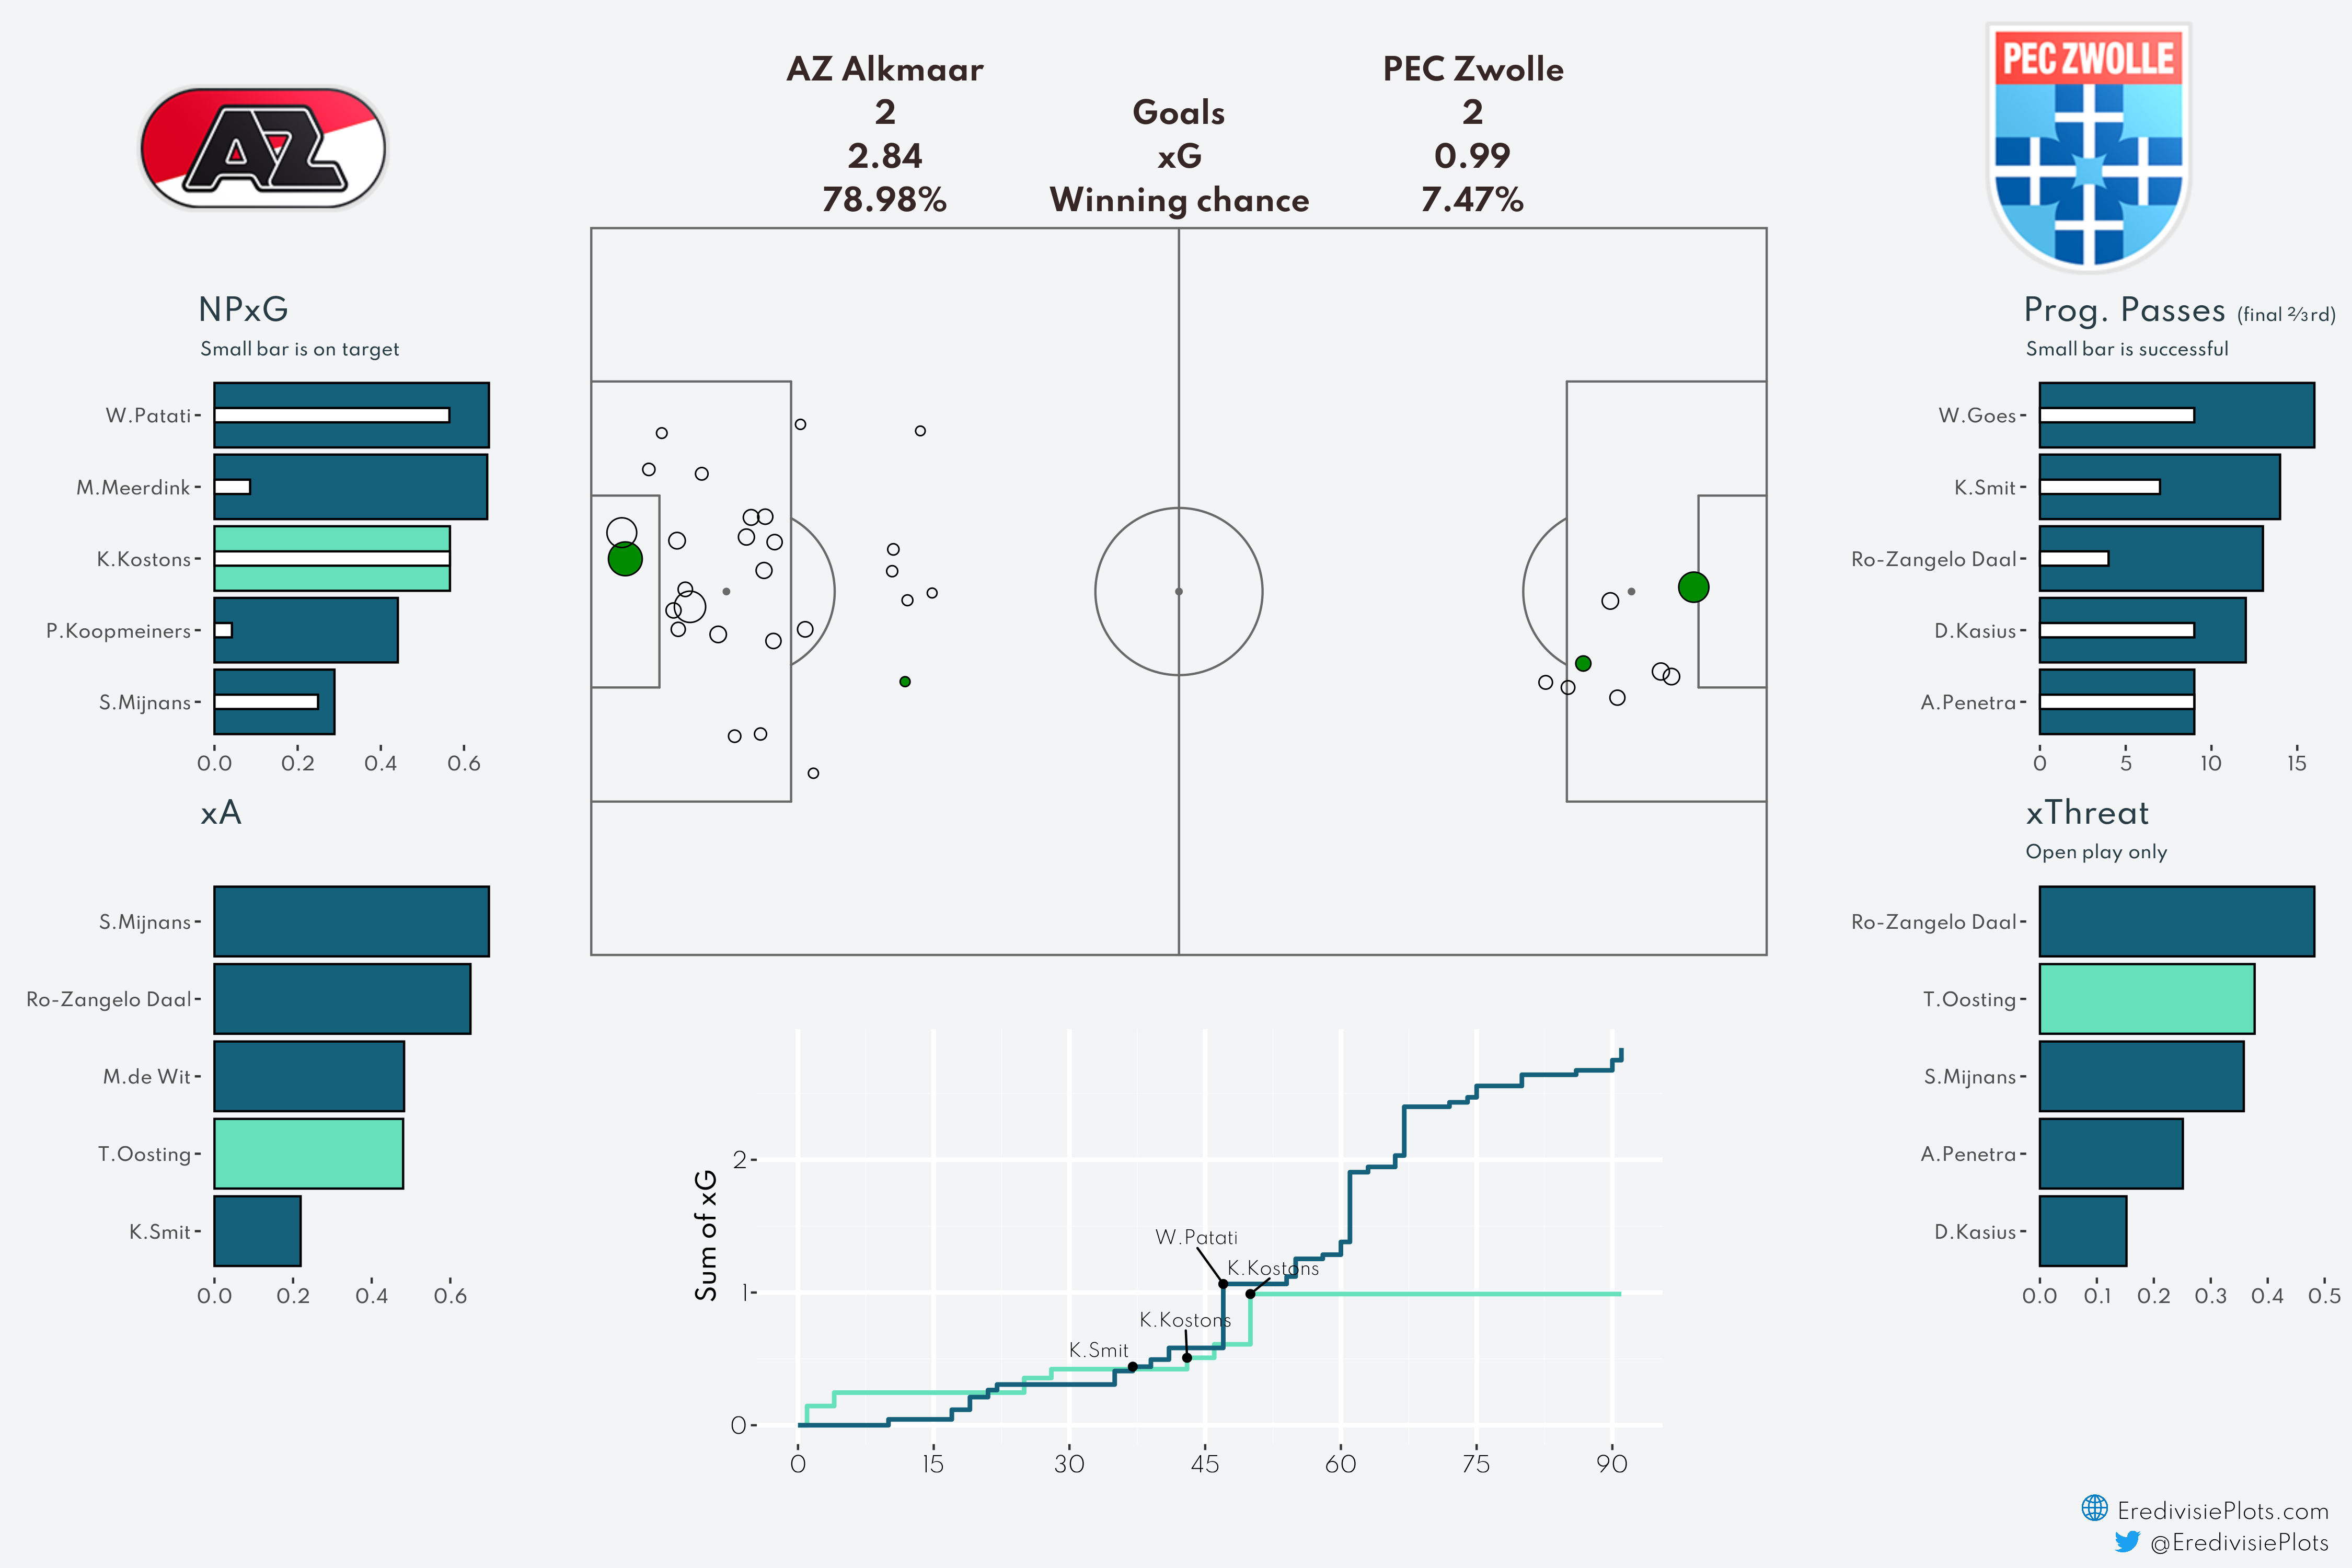 AZ Alkmaar PEC Zwolle
2 Goals 2
2.84 xG 0.99
78.98% Winning chance 7.47%
AZ
PEC ZWOLLE
NPxG
Small bar is on target
W.Patati
M.Meerdink
K.Kostons
P.Koopmeiners
S.Mijnans
0.0 0.2 0.4 0.6
xA
S.Mijnans
Ro-Zangelo Daal
M.de Wit
T.Oosting
K.Smit
0.0 0.2 0.4 0.6
Sum of xG
2
1
0
W.Patati
K.Kostons
K.Kostons
K.Smit
0 15 30 45 60 75 90
Prog. Passes (final ⅔rd)
Small bar is successful
W.Goes
K.Smit
Ro-Zangelo Daal
D.Kasius
A.Penetra
0 5 10 15
xThreat
Open play only
Ro-Zangelo Daal
T.Oosting
S.Mijnans
A.Penetra
D.Kasius
0.0 0.1 0.2 0.3 0.4 0.5
EredivisiePlots.com
@EredivisiePlots